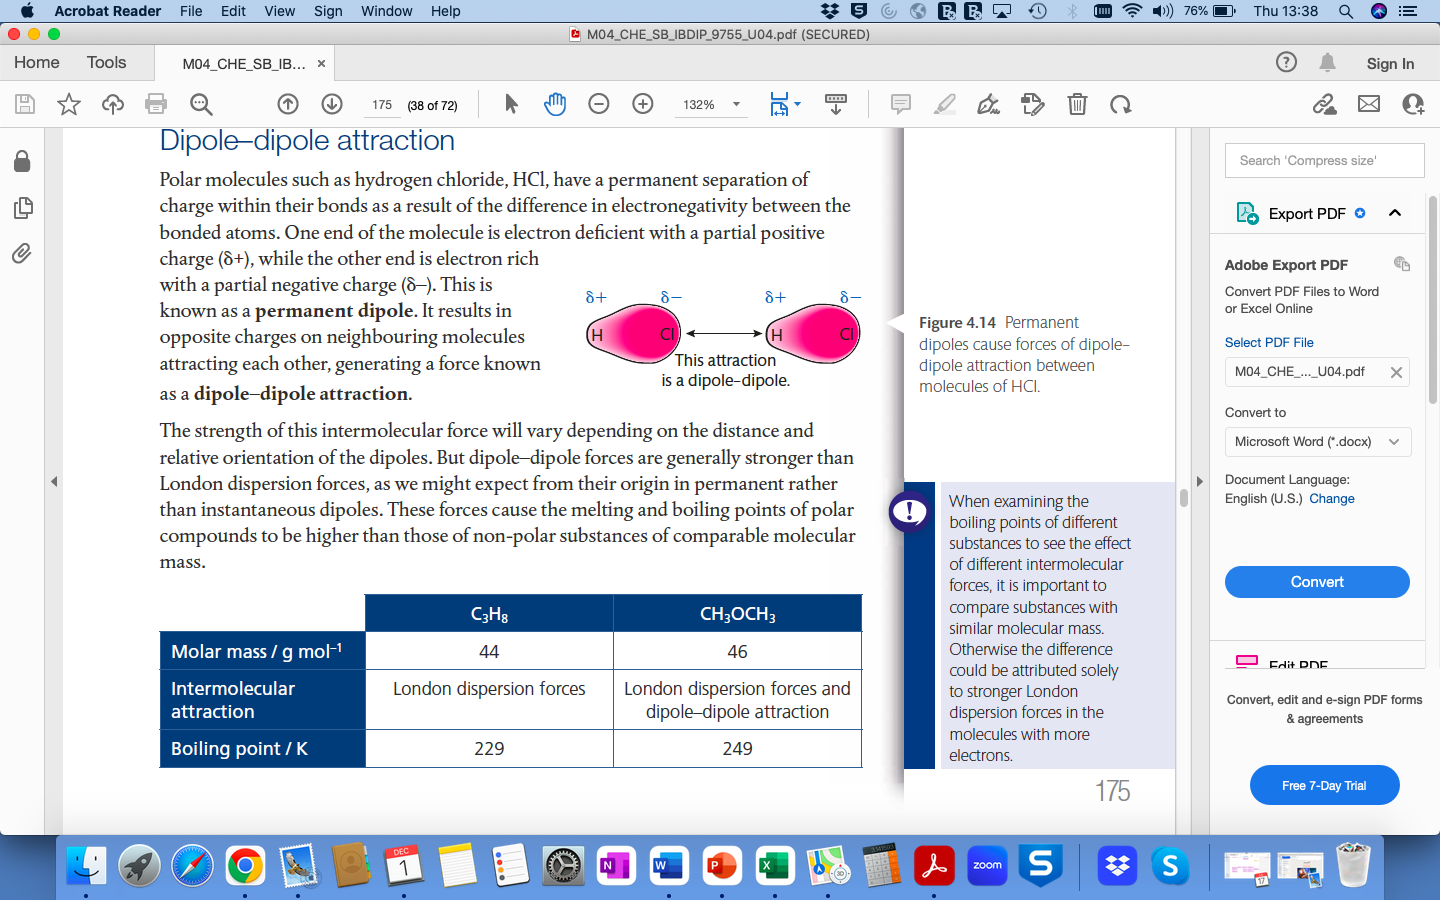 Acrobat Reader File Edit View Sign Window Help 76% Thu 13:38
M04_CHE_SB_IBDIP_9755_U04.pdf (SECURED)
Home Tools M04_CHE_SB_IB... × Sign In
175 (38 of 72) 132%
Dipole–dipole attraction
Polar molecules such as hydrogen chloride, HCl, have a permanent separation of
charge within their bonds as a result of the difference in electronegativity between the
bonded atoms. One end of the molecule is electron deficient with a partial positive
charge (δ+), while the other end is electron rich
with a partial negative charge (δ–). This is
known as a permanent dipole. It results in
opposite charges on neighbouring molecules
attracting each other, generating a force known
as a dipole–dipole attraction.
δ+ δ– δ+ δ–
H Cl H Cl
This attraction
is a dipole-dipole.
Figure 4.14 Permanent
dipoles cause forces of dipole–
dipole attraction between
molecules of HCl.
The strength of this intermolecular force will vary depending on the distance and
relative orientation of the dipoles. But dipole–dipole forces are generally stronger than
London dispersion forces, as we might expect from their origin in permanent rather
than instantaneous dipoles. These forces cause the melting and boiling points of polar
compounds to be higher than those of non-polar substances of comparable molecular
mass.
C₃H₈ CH₃OCH₃
Molar mass / g mol⁻¹ 44 46
Intermolecular
attraction
London dispersion forces
London dispersion forces and
dipole–dipole attraction
Boiling point / K 229 249
When examining the
boiling points of different
substances to see the effect
of different intermolecular
forces, it is important to
compare substances with
similar molecular mass.
Otherwise the difference
could be attributed solely
to stronger London
dispersion forces in the
molecules with more
electrons.
175
Search 'Compress size'
Export PDF
Adobe Export PDF
Convert PDF Files to Word
or Excel Online
Select PDF File
M04_CHE_..._U04.pdf
Convert to
Microsoft Word (*.docx)
Document Language:
English (U.S.) Change
Convert
Edit PDF
Convert, edit and e-sign PDF forms
& agreements
Free 7-Day Trial
DEC
1
N W P X zoom S S
17